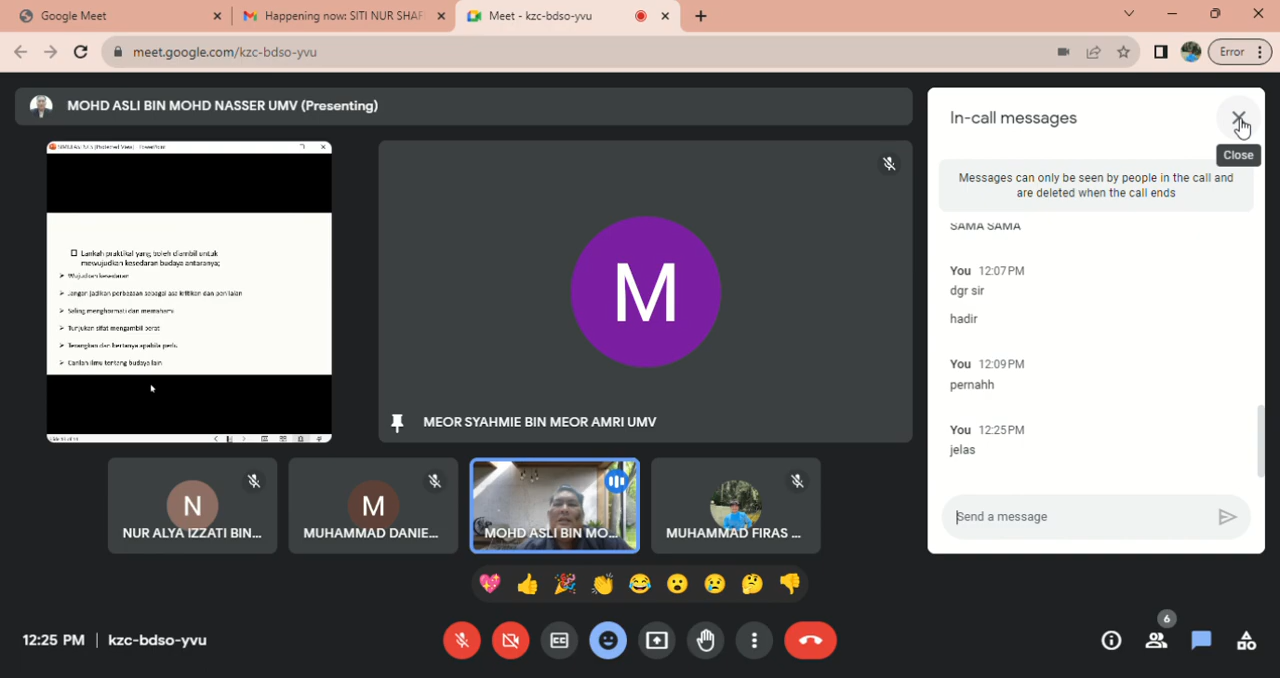 Google Meet
Happening now: SITI NUR SHAF
Meet - kzc-bdso-yvu
meet.google.com/kzc-bdso-yvu
Error
MOHD ASLI BIN MOHD NASSER UMV (Presenting)
Lankah praktikal yang boleh diambil untuk
mewujudkan kesedaran budaya antaranya;
Wujudkan kesedaran
Jangan jadikan perbezaan sebagai asa kritikan dan penilaian
Saling menghormati dan memahami
Tunjukan sifat mengambil berat
Terangkan dan bertanya apabila perlu
Carilah ilmu tentang budaya lain
M
MEOR SYAHMIE BIN MEOR AMRI UMV
N
NUR ALYA IZZATI BIN...
M
MUHAMMAD DANIE...
MOHD ASLI BIN MO...
MUHAMMAD FIRAS ...
In-call messages
Close
Messages can only be seen by people in the call and
are deleted when the call ends
SAMA SAMA
You 12:07 PM
dgr sir
hadir
You 12:09 PM
pernahh
You 12:25 PM
jelas
Send a message
12:25 PM | kzc-bdso-yvu
6